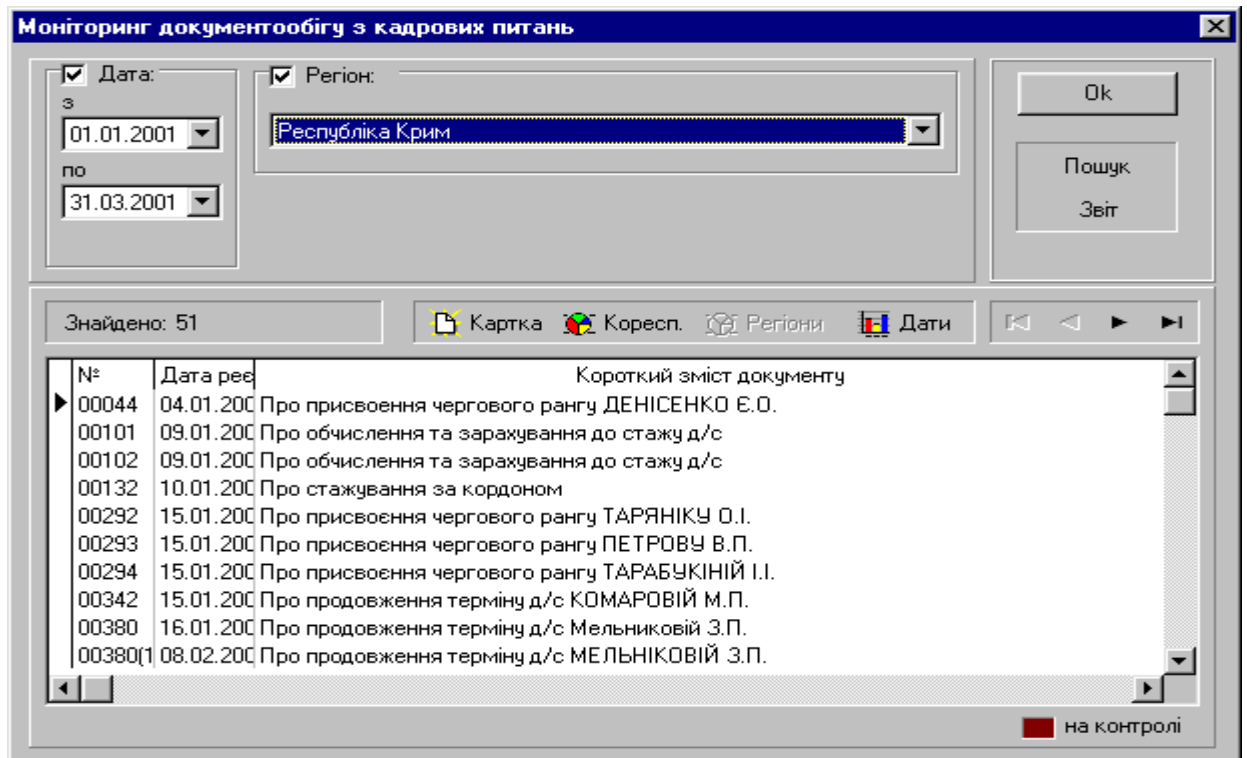 Моніторинг документообігу з кадрових питань
Дата:
з
01.01.2001
по
31.03.2001
Регіон:
Республіка Крим
Ok
Пошук
Звіт
Знайдено: 51
Картка Коресп. Регіони Дати
№ Дата реє Короткий зміст документу
00044 04.01.200 Про присвоення чергового рангу ДЕНІСЕНКО Є.О.
00101 09.01.200 Про обчислення та зарахування до стажу д/с
00102 09.01.200 Про обчислення та зарахування до стажу д/с
00132 10.01.200 Про стажування за кордоном
00292 15.01.200 Про присвоєння чергового рангу ТАРЯНІКУ О.І.
00293 15.01.200 Про присвоєння чергового рангу ПЕТРОВУ В.П.
00294 15.01.200 Про присвоєння чергового рангу ТАРАБУКІНІЙ І.І.
00342 15.01.200 Про продовження терміну д/с КОМАРОВІЙ М.П.
00380 16.01.200 Про продовження терміну д/с Мельниковій З.П.
00380(1 08.02.200 Про продовження терміну д/с МЕЛЬНІКОВІЙ З.П.
на контролі